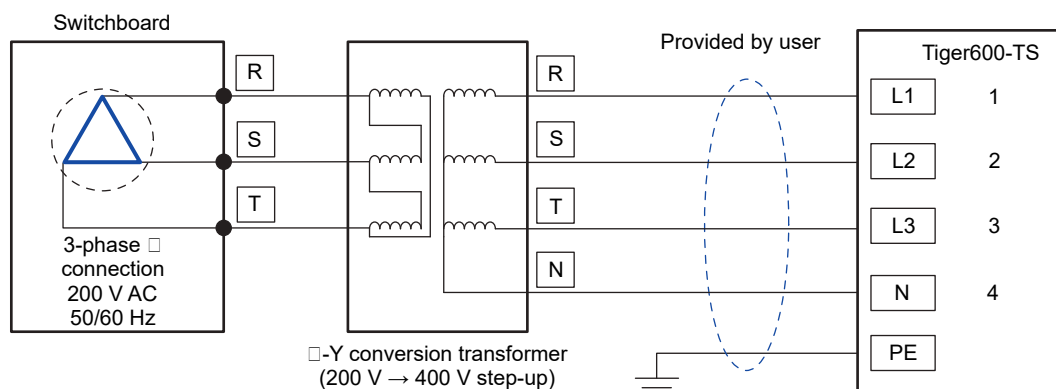 Switchboard
R
S
T
3-phase □
connection
200 V AC
50/60 Hz
□-Y conversion transformer
(200 V → 400 V step-up)
R
S
T
N
Provided by user
Tiger600-TS
L1 1
L2 2
L3 3
N 4
PE